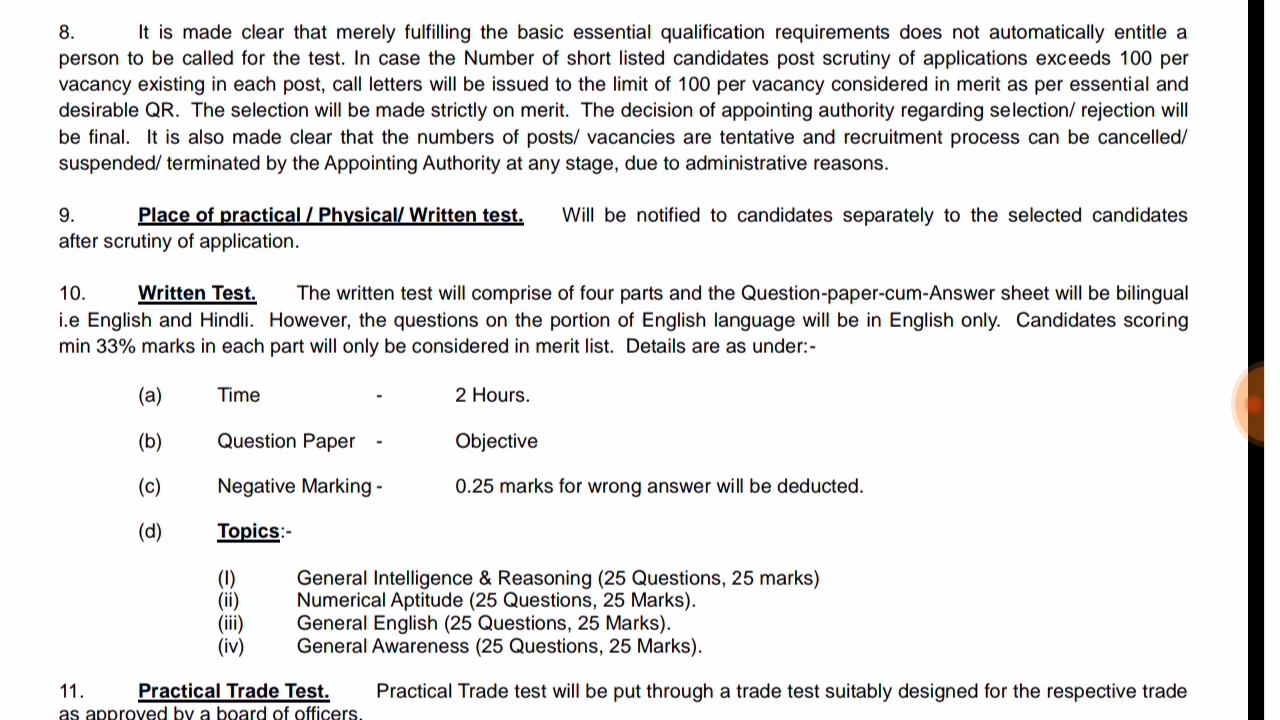 8. It is made clear that merely fulfilling the basic essential qualification requirements does not automatically entitle a
person to be called for the test. In case the Number of short listed candidates post scrutiny of applications exceeds 100 per
vacancy existing in each post, call letters will be issued to the limit of 100 per vacancy considered in merit as per essential and
desirable QR. The selection will be made strictly on merit. The decision of appointing authority regarding selection/ rejection will
be final. It is also made clear that the numbers of posts/ vacancies are tentative and recruitment process can be cancelled/
suspended/ terminated by the Appointing Authority at any stage, due to administrative reasons.
9. Place of practical / Physical/ Written test. Will be notified to candidates separately to the selected candidates
after scrutiny of application.
10. Written Test. The written test will comprise of four parts and the Question-paper-cum-Answer sheet will be bilingual
i.e English and Hindli. However, the questions on the portion of English language will be in English only. Candidates scoring
min 33% marks in each part will only be considered in merit list. Details are as under:-
(a) Time - 2 Hours.
(b) Question Paper - Objective
(c) Negative Marking - 0.25 marks for wrong answer will be deducted.
(d) Topics:-
(I) General Intelligence & Reasoning (25 Questions, 25 marks)
(ii) Numerical Aptitude (25 Questions, 25 Marks).
(iii) General English (25 Questions, 25 Marks).
(iv) General Awareness (25 Questions, 25 Marks).
11. Practical Trade Test. Practical Trade test will be put through a trade test suitably designed for the respective trade
as approved by a board of officers.